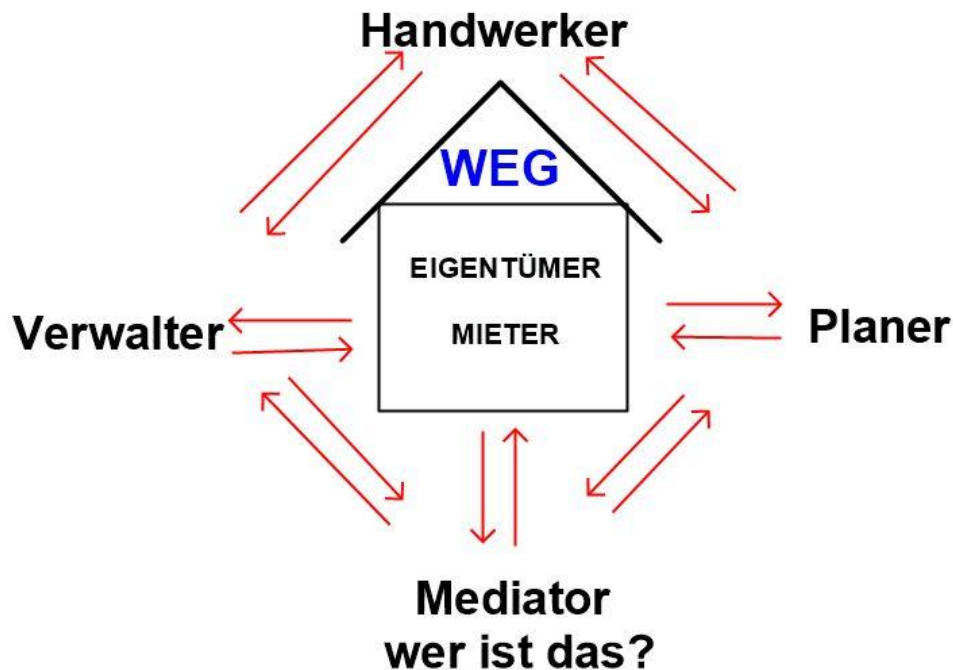 Handwerker
WEG
EIGENTÜMER
MIETER
Verwalter
Planer
Mediator
wer ist das?